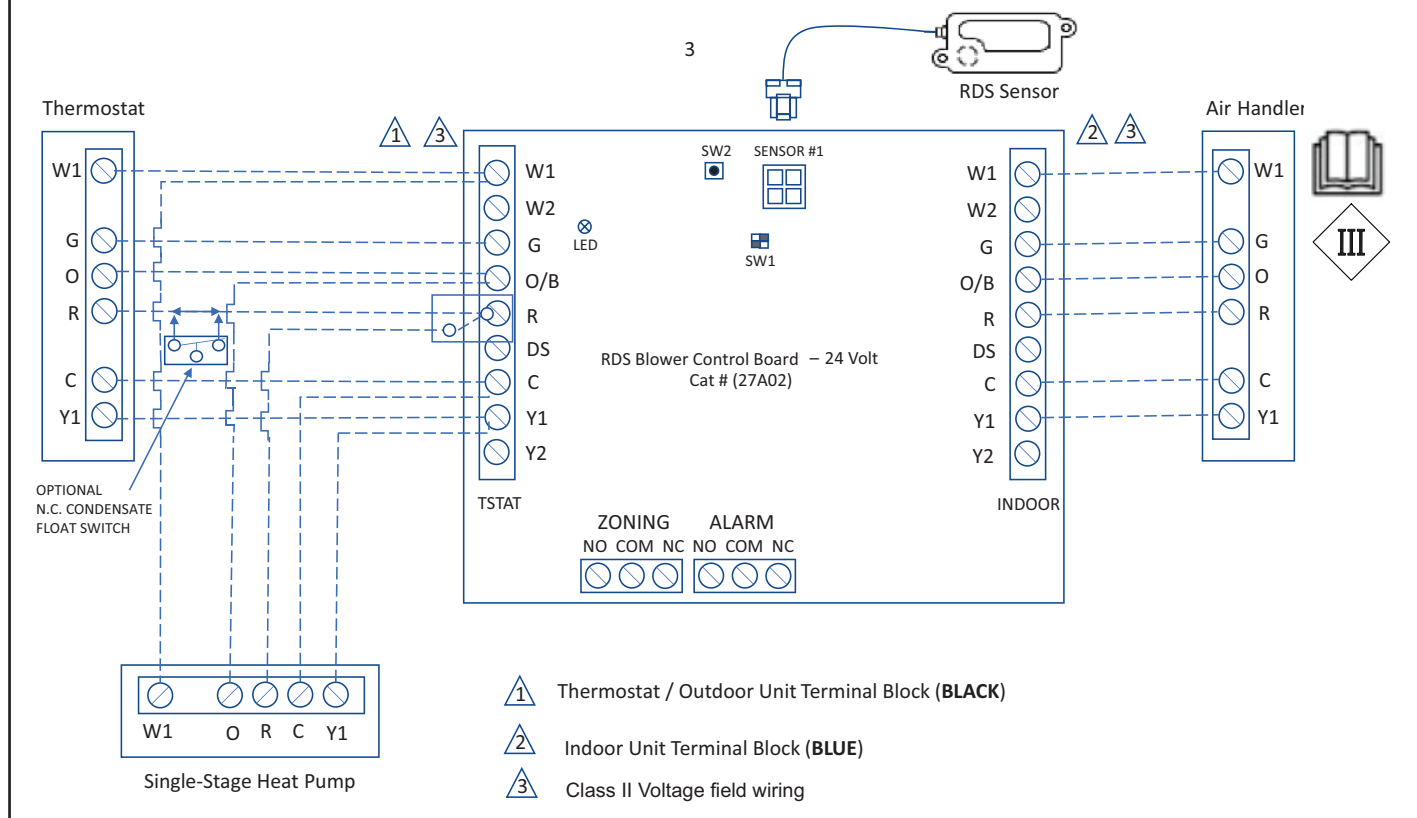 3
RDS Sensor
Thermostat
Air Handler
1
3
2
3
W1
G
O
R
C
Y1
W1
W2
G
O/B
R
DS
C
Y1
Y2
TSTAT
SW2
SENSOR #1
LED
SW1
RDS Blower Control Board – 24 Volt
Cat # (27A02)
W1
W2
G
O/B
R
DS
C
Y1
Y2
INDOOR
W1
G
O
R
C
Y1
III
OPTIONAL
N.C. CONDENSATE
FLOAT SWITCH
ZONING
NO COM NC
ALARM
NO COM NC
W1 O R C Y1
Single-Stage Heat Pump
1 Thermostat / Outdoor Unit Terminal Block (BLACK)
2 Indoor Unit Terminal Block (BLUE)
3 Class II Voltage field wiring